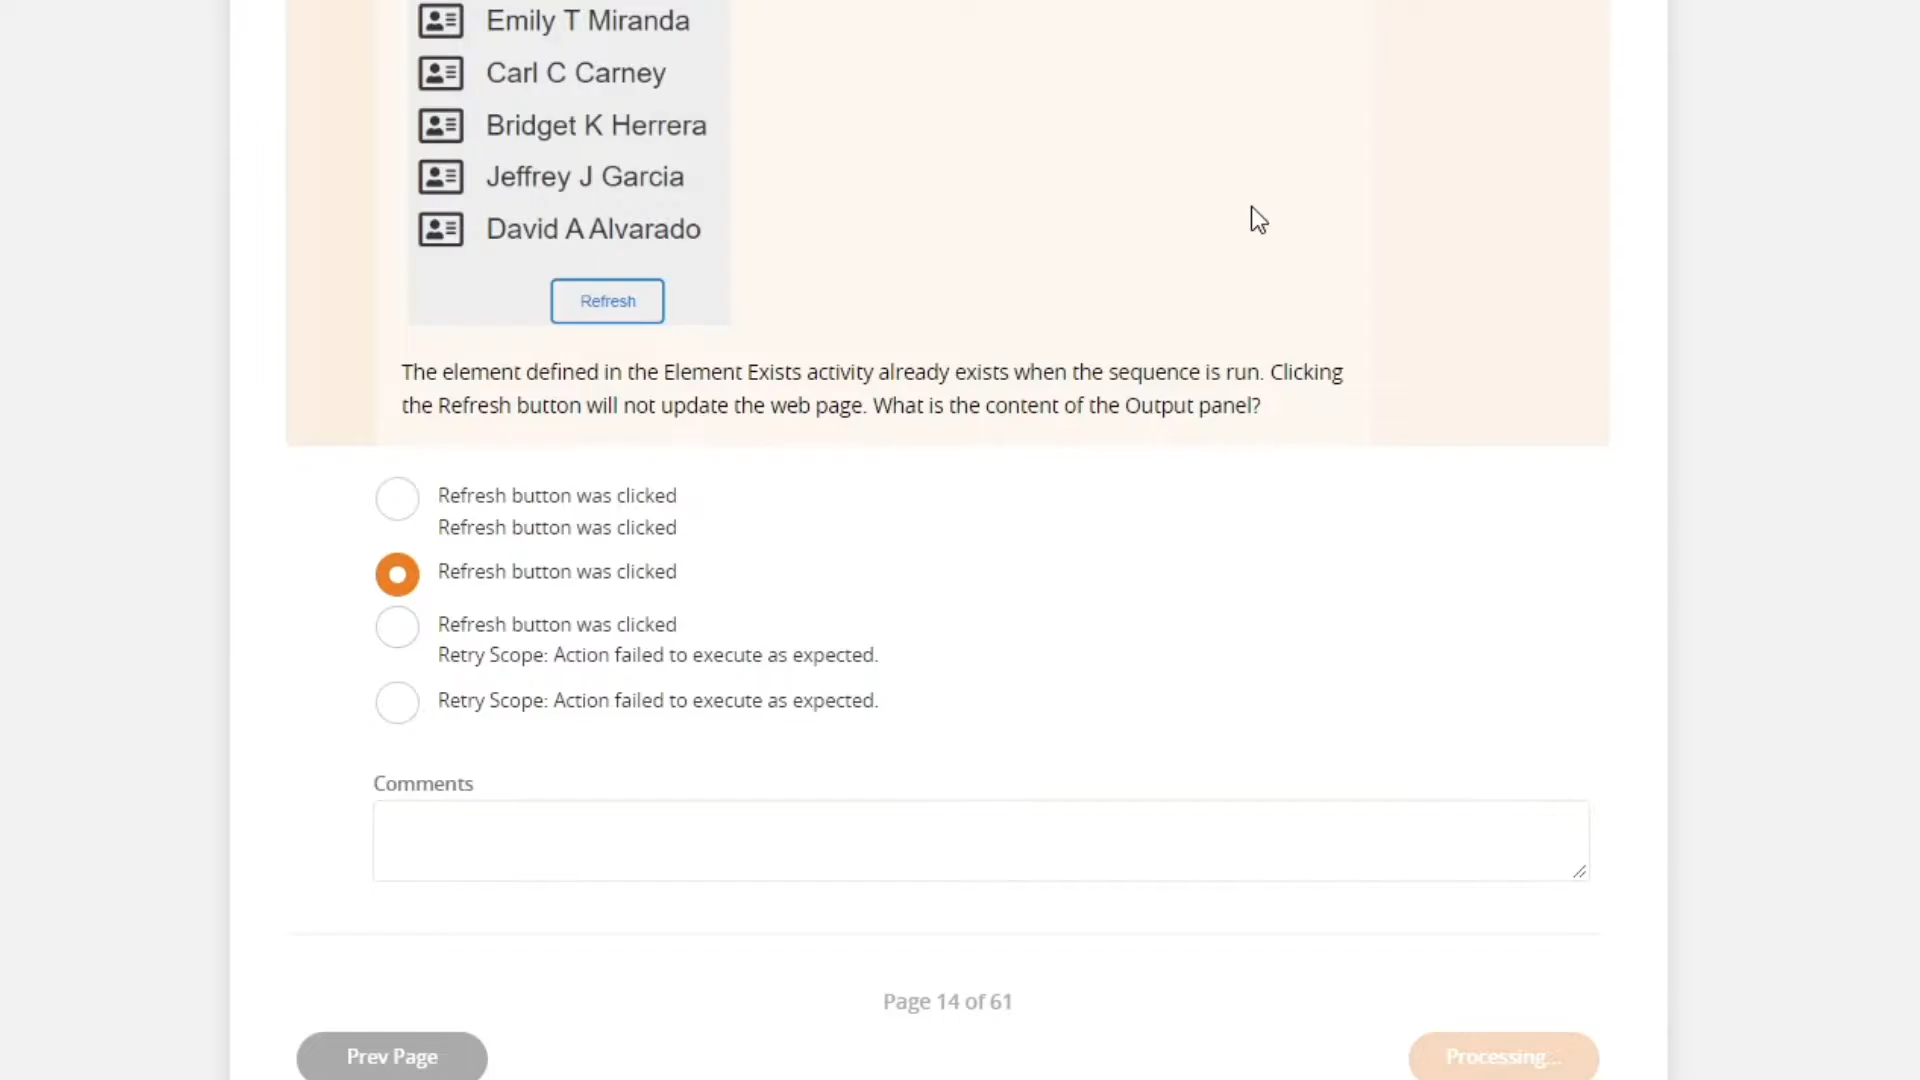 Emily T Miranda
Carl C Carney
Bridget K Herrera
Jeffrey J Garcia
David A Alvarado
Refresh
The element defined in the Element Exists activity already exists when the sequence is run. Clicking
the Refresh button will not update the web page. What is the content of the Output panel?
Refresh button was clicked
Refresh button was clicked
Refresh button was clicked
Refresh button was clicked
Retry Scope: Action failed to execute as expected.
Retry Scope: Action failed to execute as expected.
Comments
Page 14 of 61
Prev Page
Processing...